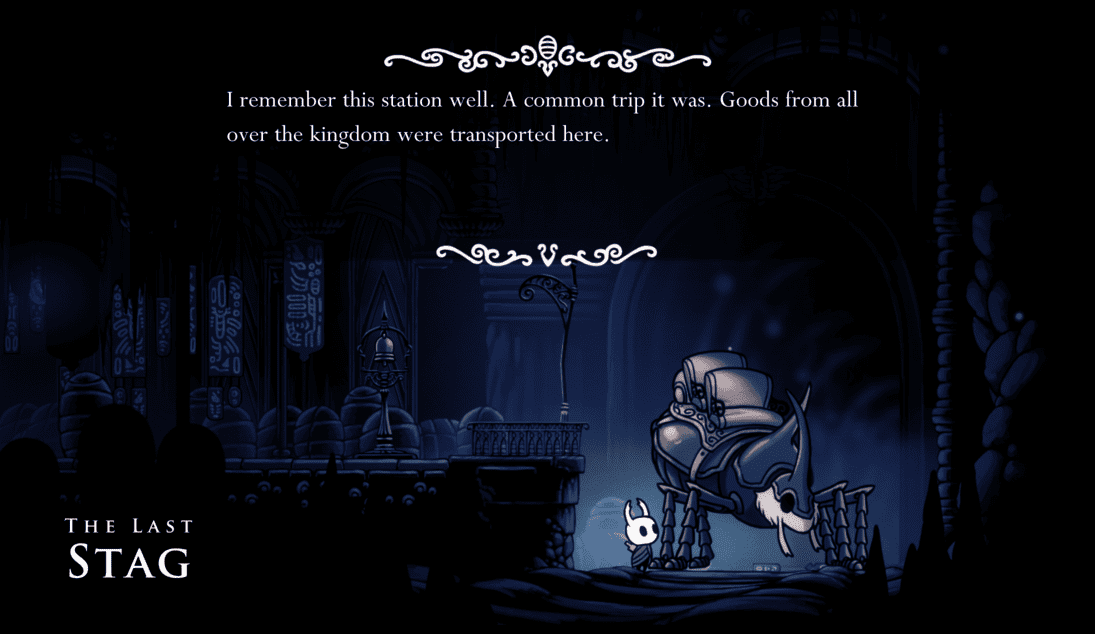 I remember this station well. A common trip it was. Goods from all
over the kingdom were transported here.
The Last
Stag